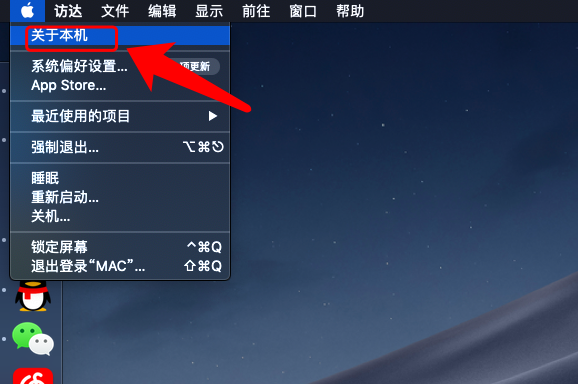 访达 文件 编辑 显示 前往 窗口 帮助
关于本机
系统偏好设置... 项更新
App Store...
最近使用的项目
强制退出... ⌥⌘⎋
睡眠
重新启动...
关机...
锁定屏幕 ^⌘Q
退出登录“MAC”... ⇧⌘Q